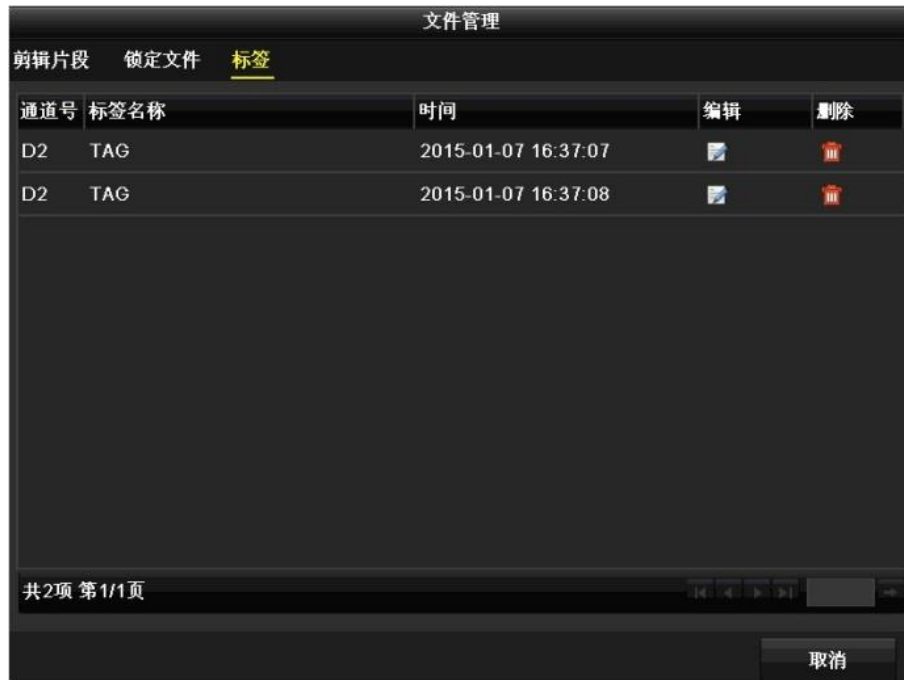 文件管理
剪辑片段 锁定文件 标签
通道号 标签名称 时间 编辑 删除
D2 TAG 2015-01-07 16:37:07
D2 TAG 2015-01-07 16:37:08
共2项 第1/1页
取消